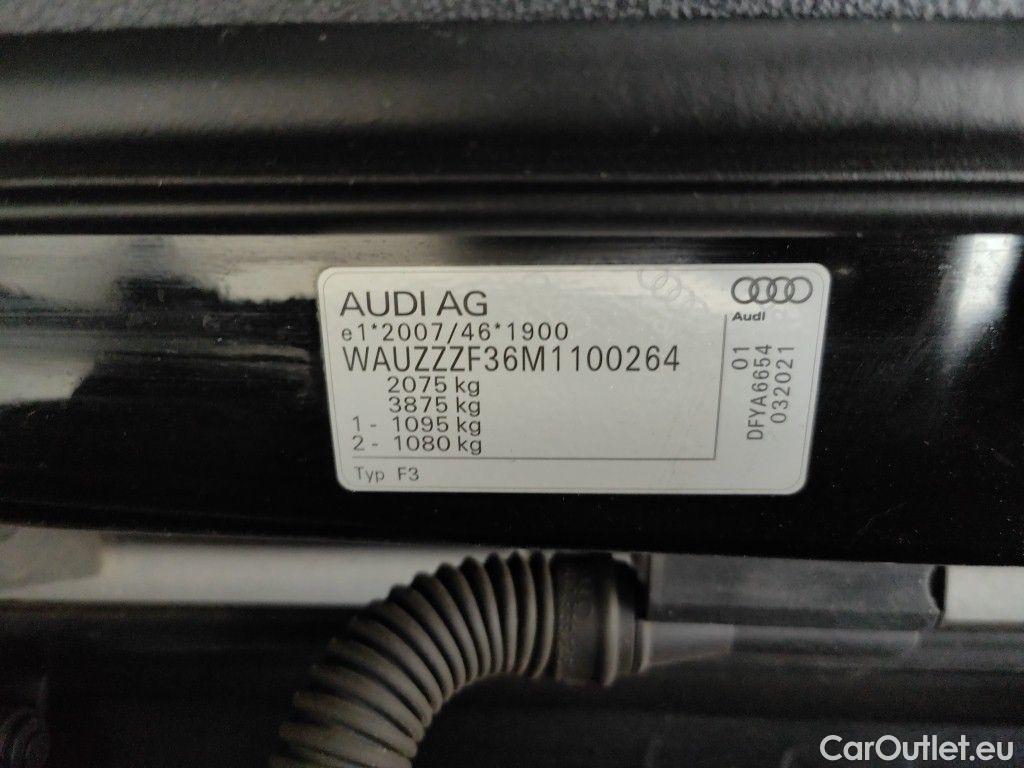 AUDI AG
e1*2007/46*1900
WAUZZZF36M1100264
2075 kg
3875 kg
1 - 1095 kg
2 - 1080 kg
Typ F3
Audi
01
DFYA6654
032021
CarOutlet.eu